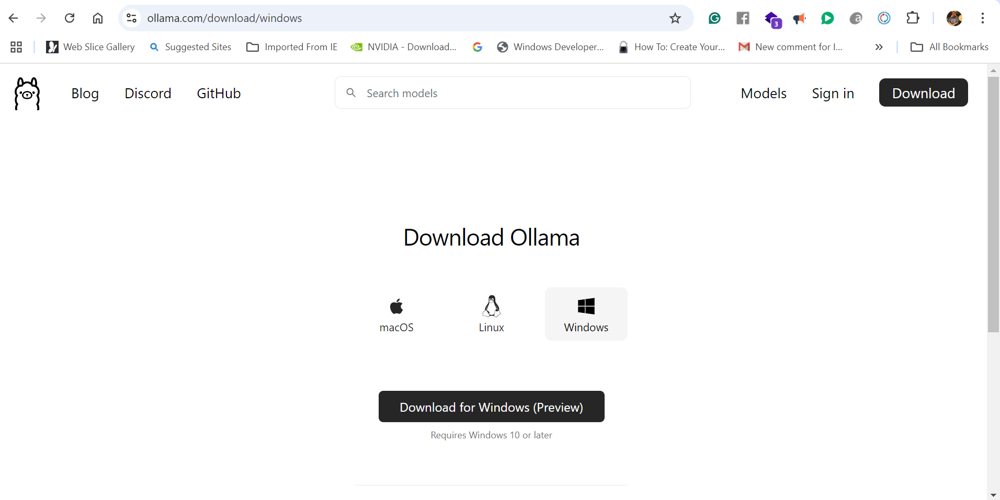 ollama.com/download/windows
3
Web Slice Gallery
Suggested Sites
Imported From IE
NVIDIA - Download...
Windows Developer...
How To: Create Your...
New comment for I...
All Bookmarks
Blog
Discord
GitHub
Search models
Models
Sign in
Download
Download Ollama
macOS
Linux
Windows
Download for Windows (Preview)
Requires Windows 10 or later